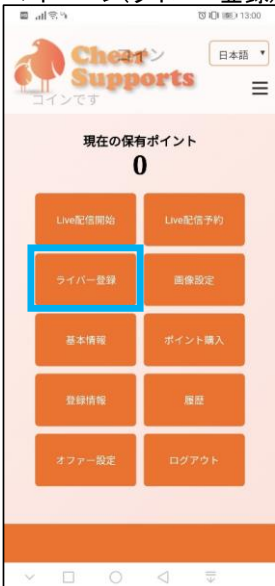 13:00
Cheer
Supports
コインです
日本語
現在の保有ポイント
0
Live配信開始
Live配信予約
ライバー登録
画像設定
基本情報
ポイント購入
登録情報
履歴
オファー設定
ログアウト